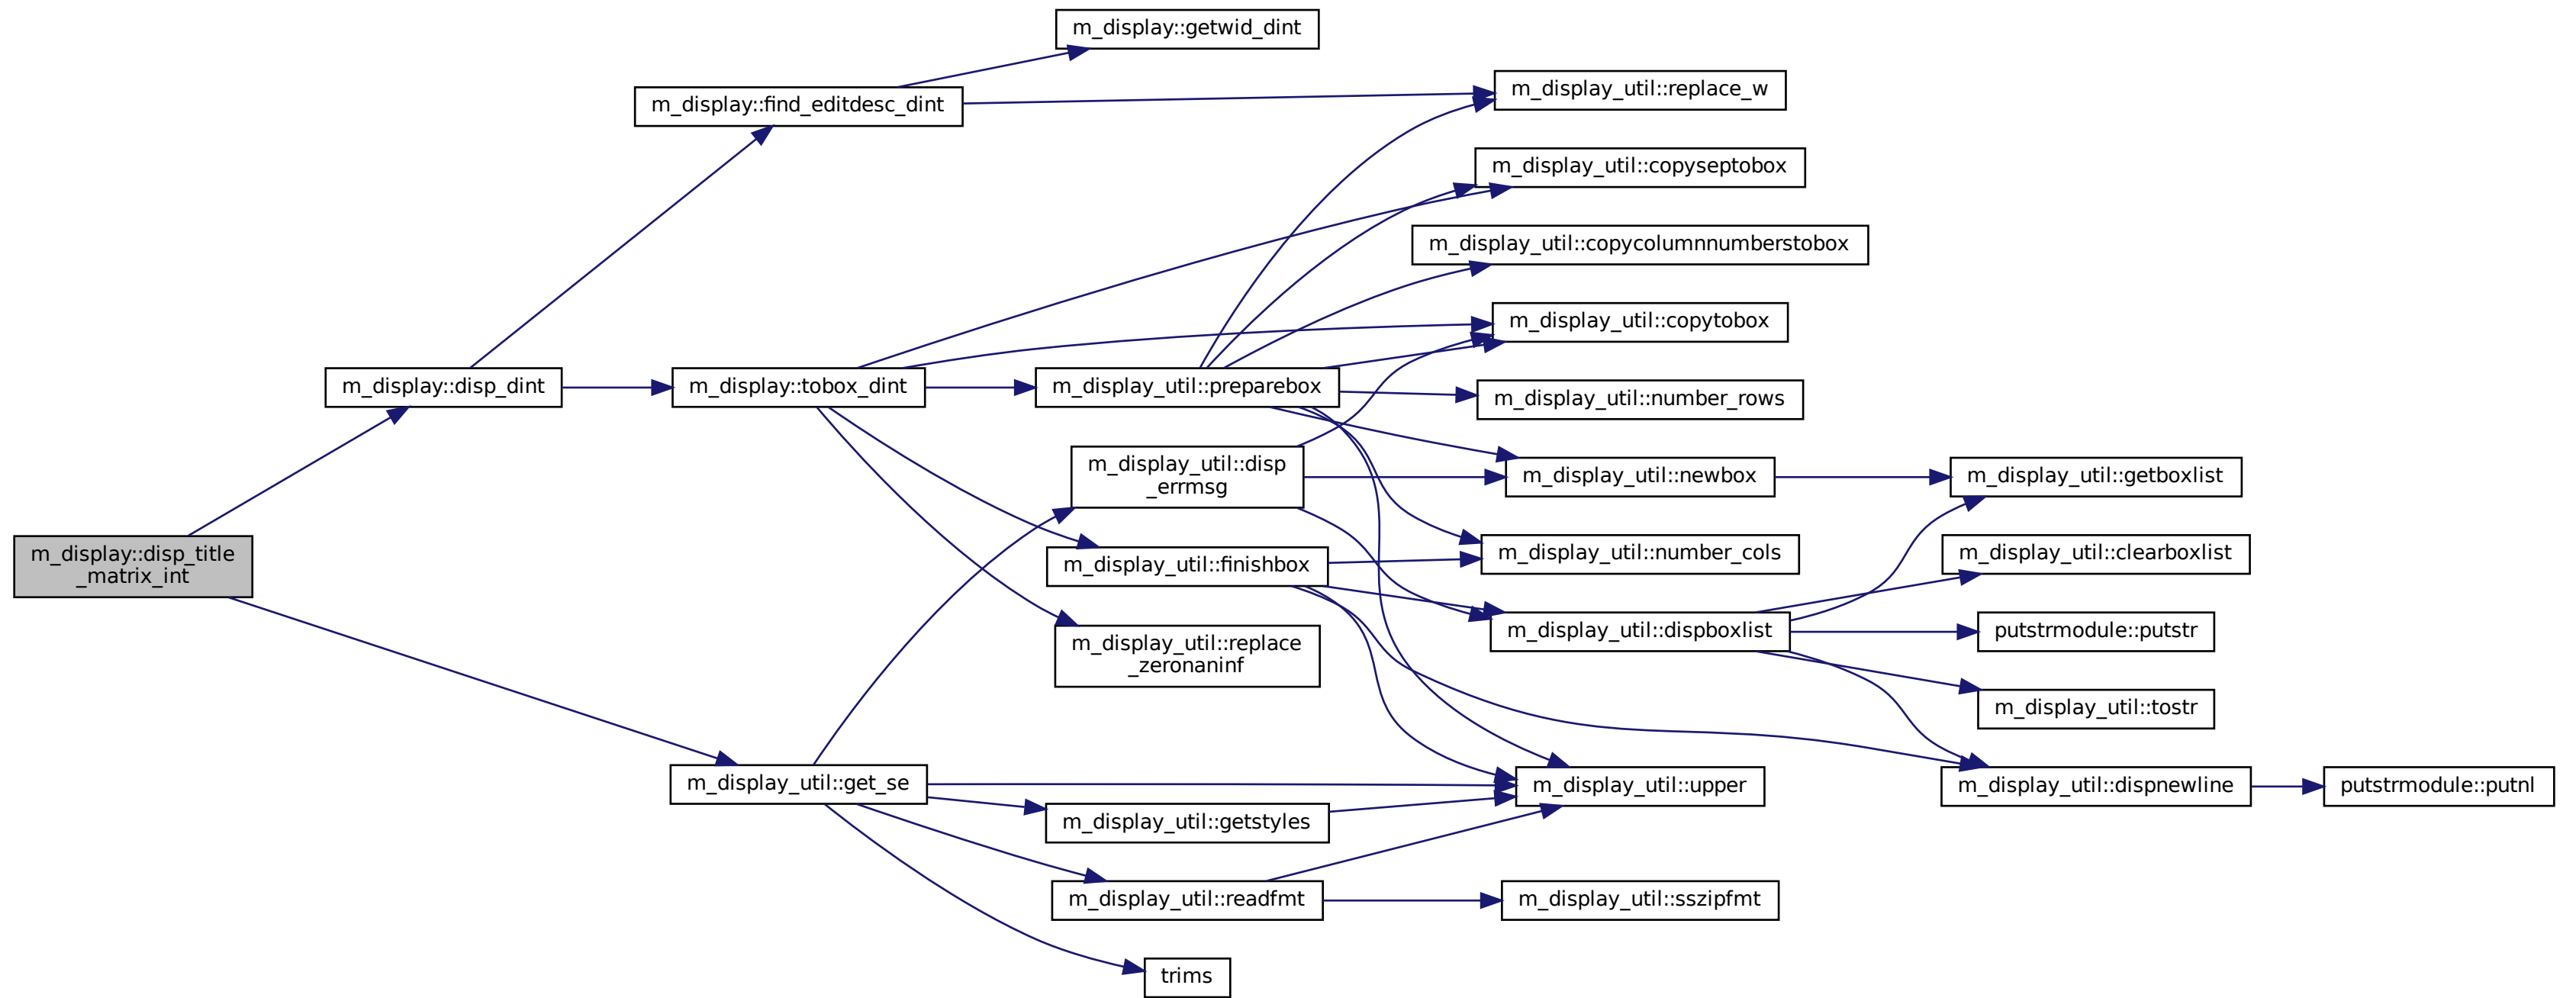 m_display::getwid_dint
m_display::find_editdesc_dint
m_display_util::replace_w
m_display_util::copyseptobox
m_display_util::copycolumnnumberstobox
m_display_util::copytobox
m_display::disp_dint
m_display::tobox_dint
m_display_util::preparebox
m_display_util::number_rows
m_display_util::disp
_errmsg
m_display_util::newbox
m_display_util::getboxlist
m_display::disp_title
_matrix_int
m_display_util::finishbox
m_display_util::number_cols
m_display_util::clearboxlist
m_display_util::replace
_zeronaninf
m_display_util::dispboxlist
putstrmodule::putstr
m_display_util::tostr
m_display_util::get_se
m_display_util::upper
m_display_util::dispnewline
putstrmodule::putnl
m_display_util::getstyles
m_display_util::readfmt
m_display_util::sszipfmt
trims